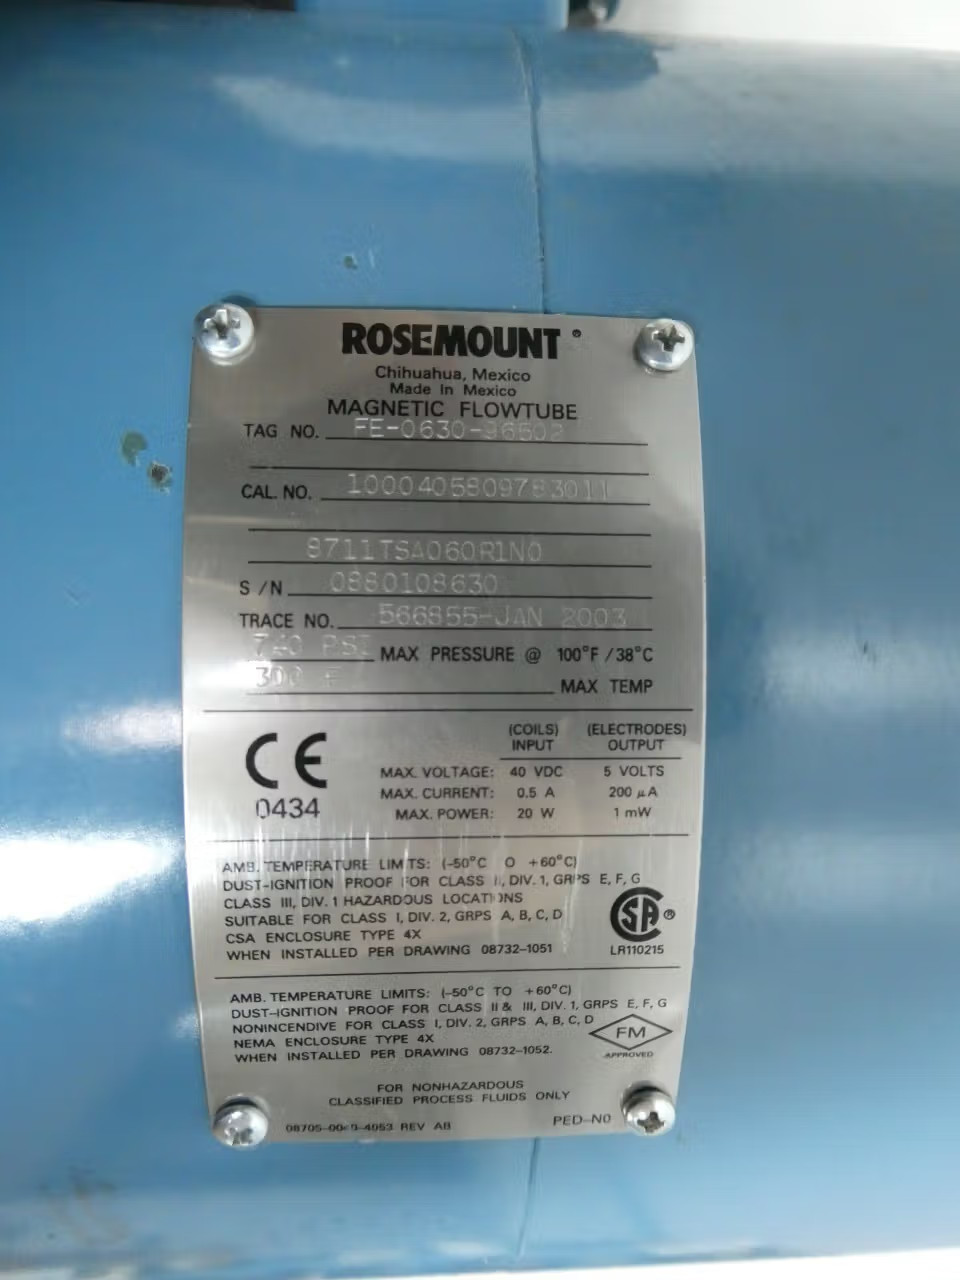 ROSEMOUNT®
Chihuahua, Mexico
Made in Mexico
MAGNETIC FLOWTUBE
TAG NO. FE-0630-96502
CAL. NO. 1000405809783011
8711TSA060R1N0
S/N 0880108630
TRACE NO. 566855-JAN 2003
740 PSI MAX PRESSURE @ 100°F/38°C
300 F MAX TEMP
CE (COILS) (ELECTRODES)
INPUT OUTPUT
0434 MAX. VOLTAGE: 40 VDC 5 VOLTS
MAX. CURRENT: 0.5 A 200 µA
MAX. POWER: 20 W 1 mW
AMB. TEMPERATURE LIMITS: (-50°C O +60°C)
DUST-IGNITION PROOF FOR CLASS II, DIV. 1, GRPS E, F, G
CLASS III, DIV. 1 HAZARDOUS LOCATIONS
SUITABLE FOR CLASS I, DIV. 2, GRPS A, B, C, D
CSA ENCLOSURE TYPE 4X
WHEN INSTALLED PER DRAWING 08732-1051
SA®
LR110215
AMB. TEMPERATURE LIMITS: (-50°C TO +60°C)
DUST-IGNITION PROOF FOR CLASS II & III, DIV. 1, GRPS E, F, G
NONINCENDIVE FOR CLASS I, DIV. 2, GRPS A, B, C, D
NEMA ENCLOSURE TYPE 4X
WHEN INSTALLED PER DRAWING 08732-1052.
FM
APPROVED
FOR NONHAZARDOUS
CLASSIFIED PROCESS FLUIDS ONLY
REV AB PED-N0